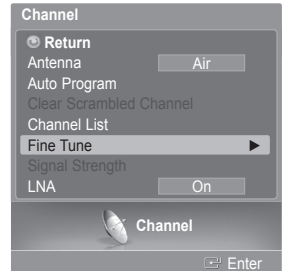 Channel
Return
Antenna Air
Auto Program
Clear Scrambled Channel
Channel List
Fine Tune
Signal Strength
LNA On
Channel
Enter